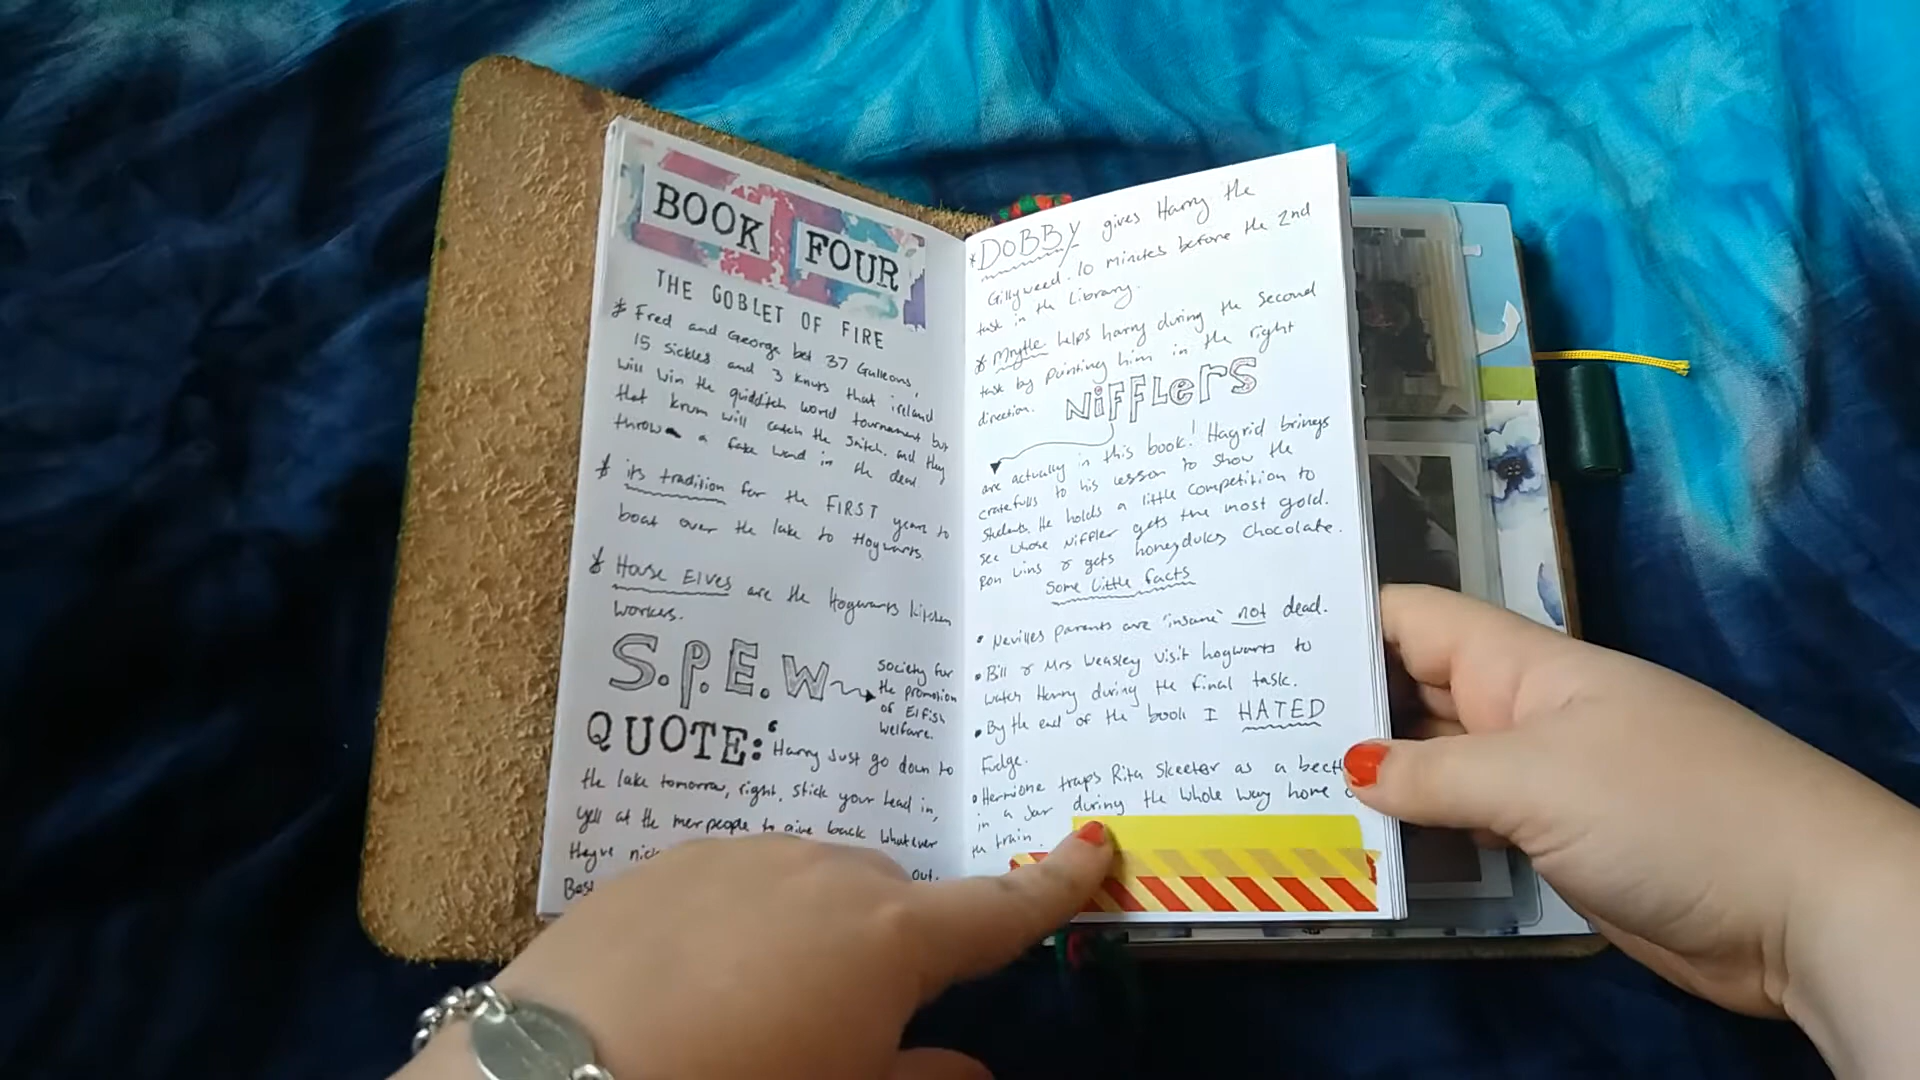 BOOK FOUR
THE GOBLET OF FIRE
* Fred and George bet 37 Galleons,
15 Sickles and 3 Knuts that ireland
will win the quidditch world tournament but
that krum will catch the snitch. and they
throw a fake wand in the deal.
* its tradition for the FIRST years to
boat over the lake to Hogwarts
* House Elves are the Hogwarts kitchen
workers.
S.P.E.W
Society for
the promotion
of Elfish
welfare.
QUOTE: 'Harry Just go down to
the lake tomorrow, right, stick your head in,
yell at the merpeople to give back whatever
theyve
out.
* DOBBY gives Harry the
Gillyweed. 10 minutes before the 2nd
task in the Library.
* Mrytle helps harry during the second
task by pointing him in the right
direction.
NiFFLerS
are actually in this book! Hagrid brings
cratefulls to his lesson to show the
students. He holds a little competition to
see whose Niffler gets the most gold.
Ron wins & gets honeydukes Chocolate.
Some Little facts
• Nevilles parents are 'insane' not dead.
• Bill & Mrs Weasley visit hogwarts to
watch Harry during the final task.
• By the end of the book I HATED
Fudge.
• Hermione traps Rita Skeeter as a
in a Jar during the whole way home
train.